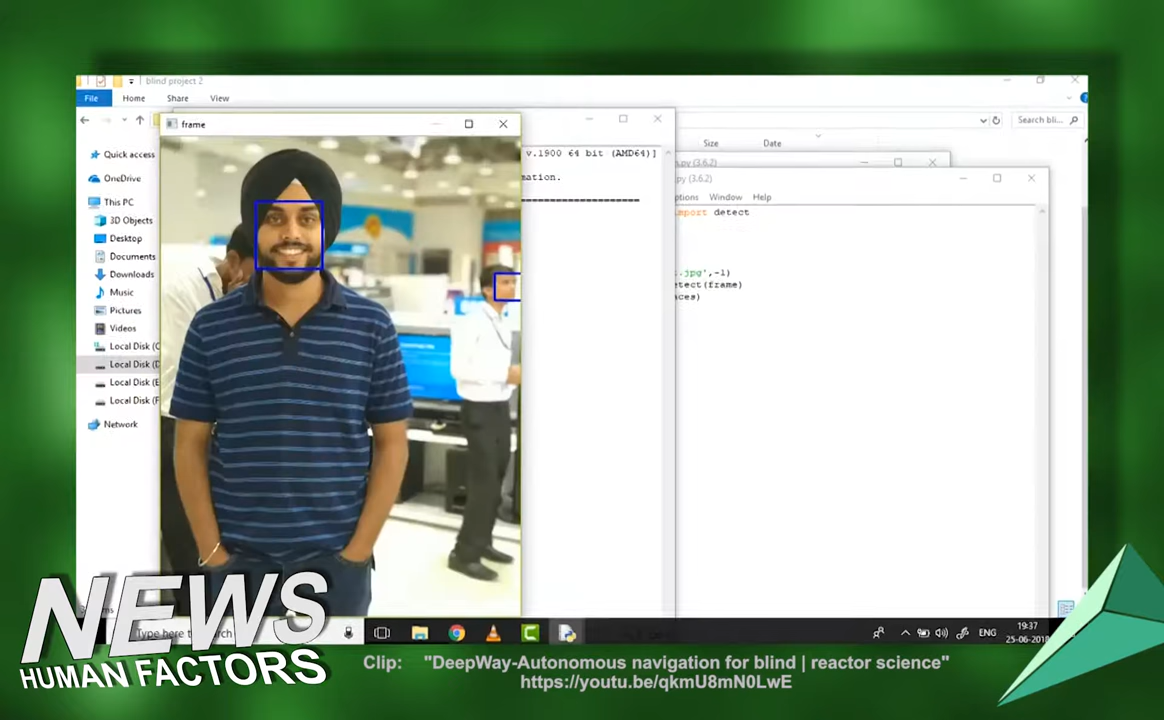 blind project 2
File Home Share View
Search bli...
Size Date
frame
v.1900 64 bit (AMD64)]
mation.
====================
Quick access
OneDrive
This PC
3D Objects
Desktop
Documents
Downloads
Music
Pictures
Videos
Local Disk (C
Local Disk (D
Local Disk (E
Local Disk (F
Network
.py (3.6.2)
py (3.6.2)
ptions Window Help
import detect
s.jpg',-1)
etect(frame)
aces)
Type here to search
ENG
19:37
25-06-2018
NEWS
HUMAN FACTORS
Clip: "DeepWay-Autonomous navigation for blind | reactor science"
https://youtu.be/qkmU8mN0LwE